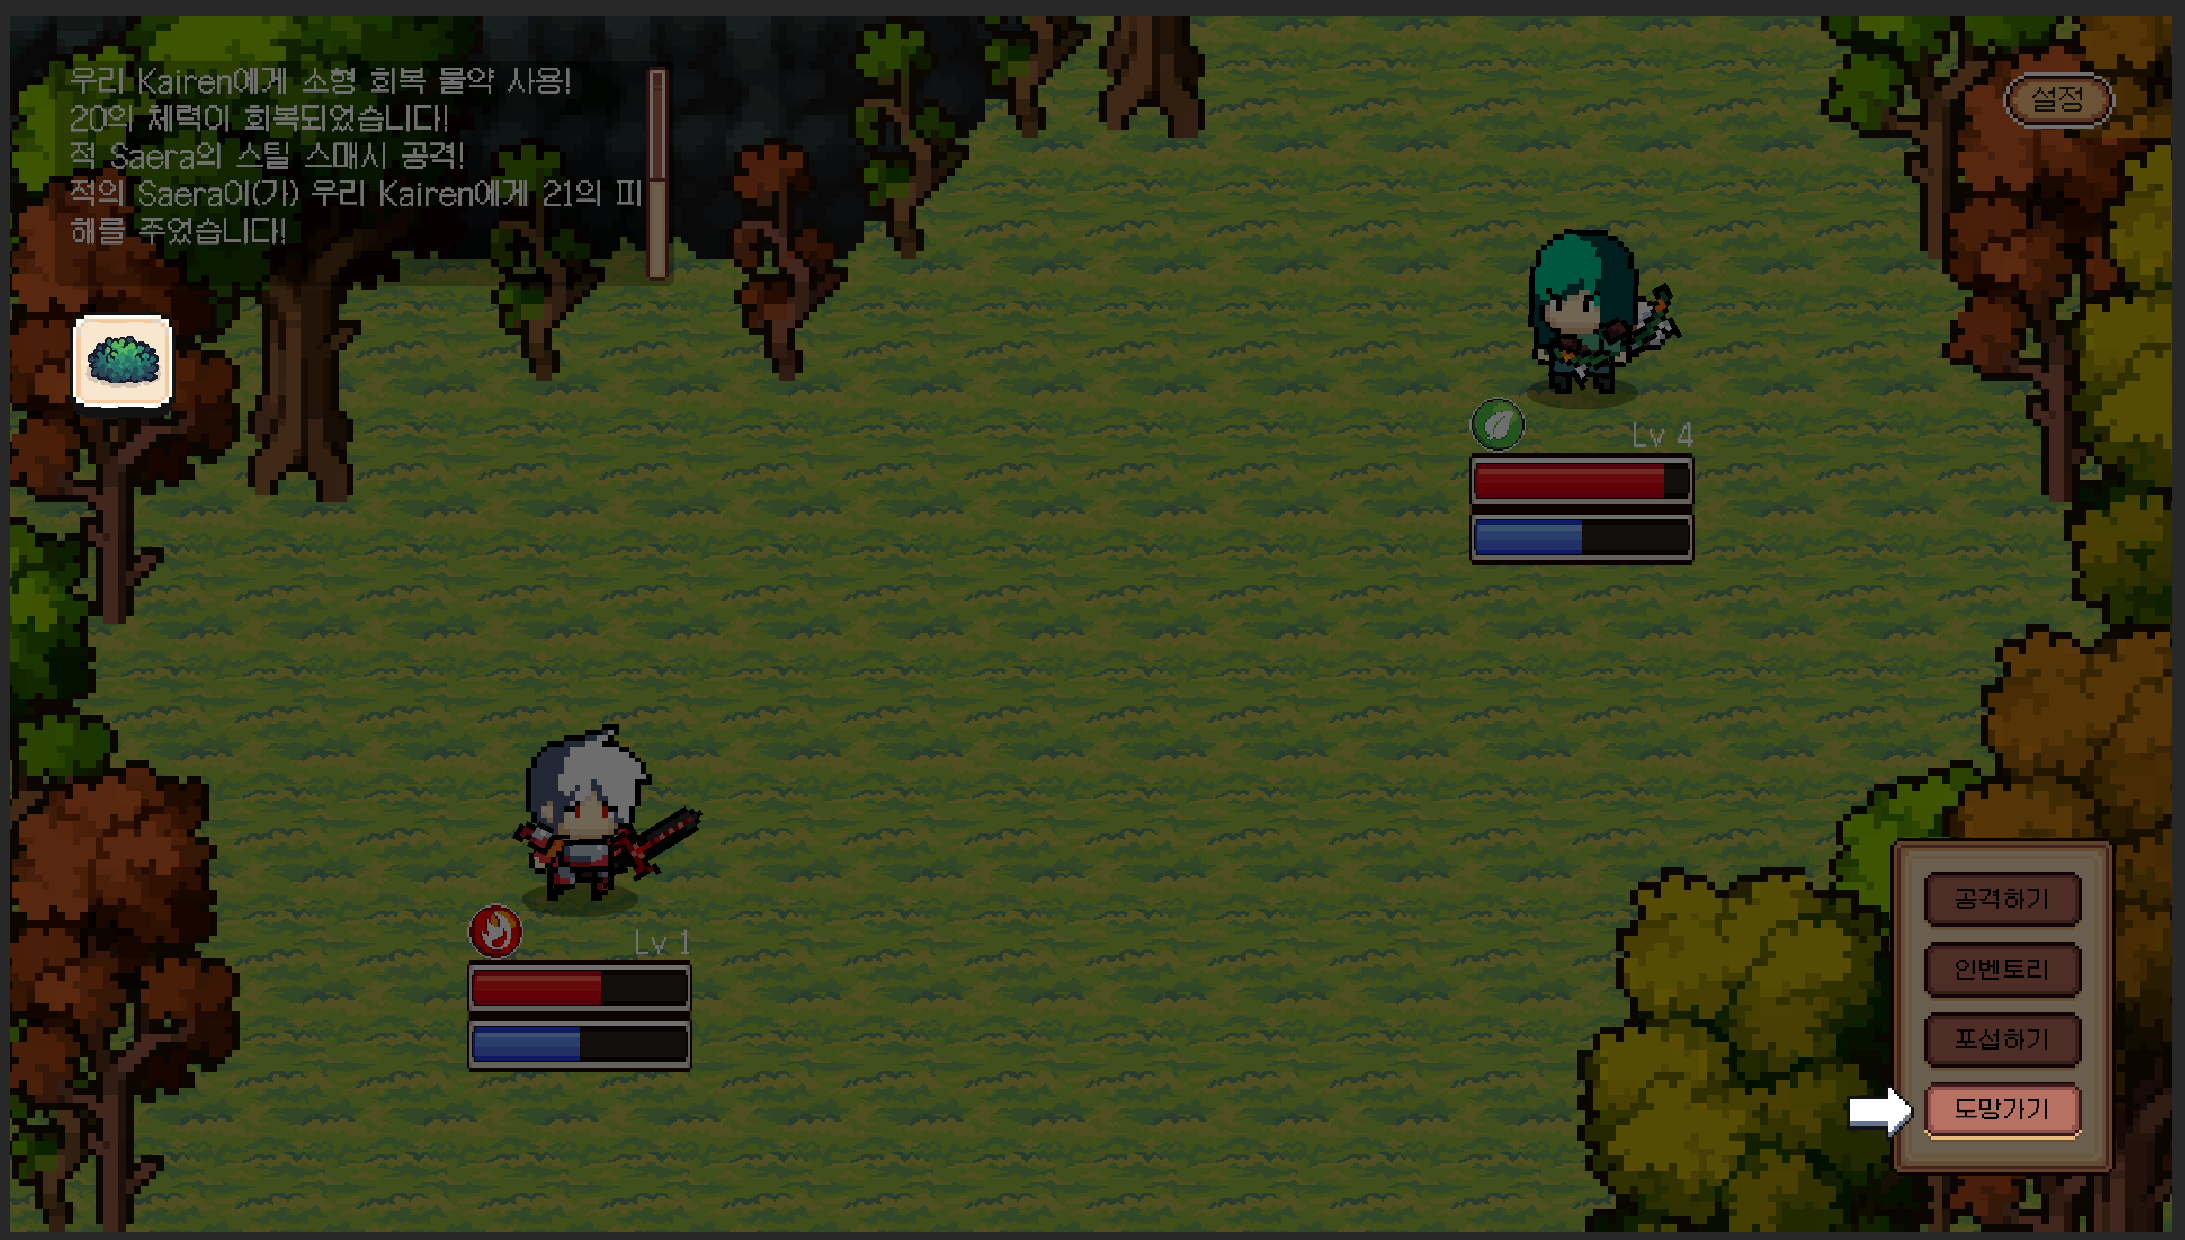 우리 Kairen에게 소형 회복 물약 사용!
20의 체력이 회복되었습니다!
적 Saera의 스틸 스매시 공격!
적의 Saera이(가) 우리 Kairen에게 21의 피
해를 주었습니다!
설정
Lv 4
Lv 1
공격하기
인벤토리
포섭하기
도망가기